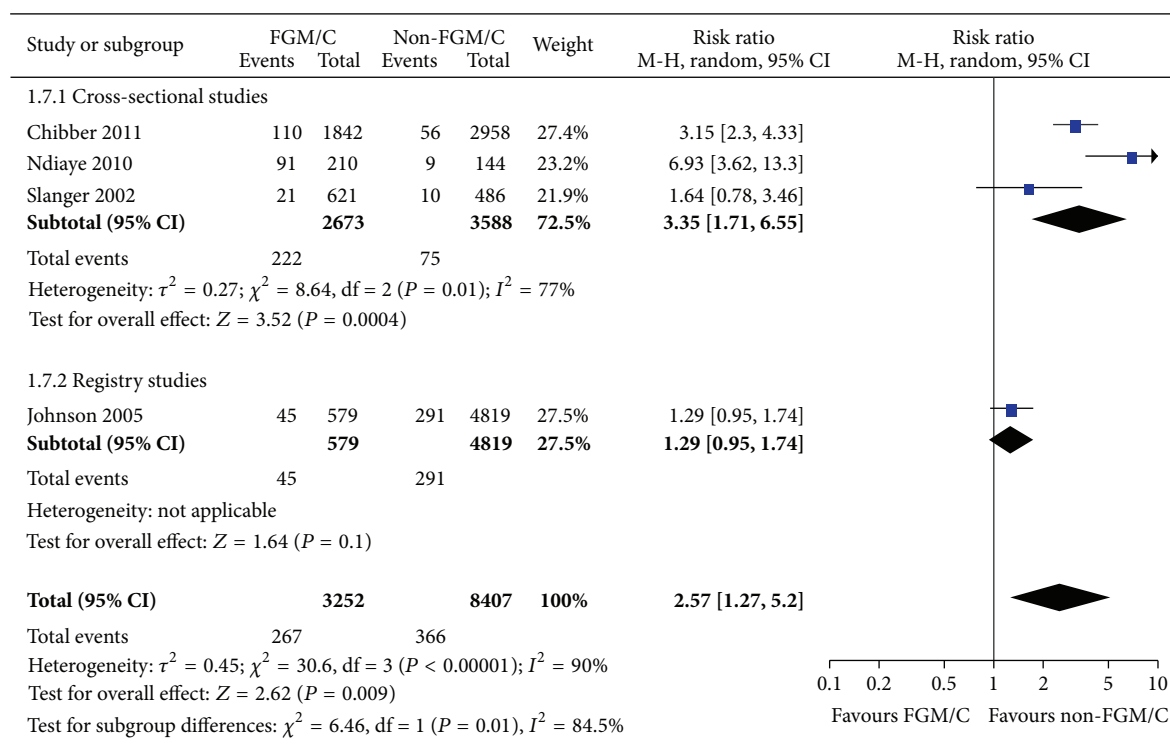 Study or subgroup FGM/C Non-FGM/C Weight Risk ratio Risk ratio
Events Total Events Total M-H, random, 95% CI M-H, random, 95% CI
1.7.1 Cross-sectional studies
Chibber 2011 110 1842 56 2958 27.4% 3.15 [2.3, 4.33]
Ndiaye 2010 91 210 9 144 23.2% 6.93 [3.62, 13.3]
Slanger 2002 21 621 10 486 21.9% 1.64 [0.78, 3.46]
Subtotal (95% CI) 2673 3588 72.5% 3.35 [1.71, 6.55]
Total events 222 75
Heterogeneity: τ² = 0.27; χ² = 8.64, df = 2 (P = 0.01); I² = 77%
Test for overall effect: Z = 3.52 (P = 0.0004)
1.7.2 Registry studies
Johnson 2005 45 579 291 4819 27.5% 1.29 [0.95, 1.74]
Subtotal (95% CI) 579 4819 27.5% 1.29 [0.95, 1.74]
Total events 45 291
Heterogeneity: not applicable
Test for overall effect: Z = 1.64 (P = 0.1)
Total (95% CI) 3252 8407 100% 2.57 [1.27, 5.2]
Total events 267 366
Heterogeneity: τ² = 0.45; χ² = 30.6, df = 3 (P < 0.00001); I² = 90%
Test for overall effect: Z = 2.62 (P = 0.009)
Test for subgroup differences: χ² = 6.46, df = 1 (P = 0.01), I² = 84.5%
0.1 0.2 0.5 1 2 5 10
Favours FGM/C Favours non-FGM/C